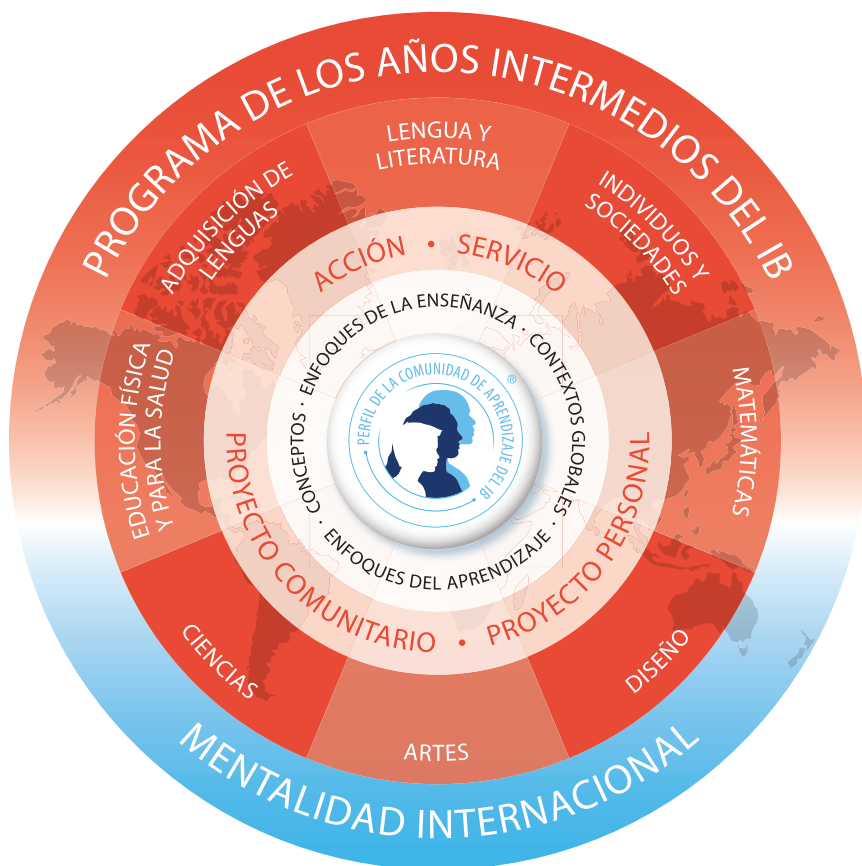 PROGRAMA DE LOS AÑOS INTERMEDIOS DEL IB
LENGUA Y
LITERATURA
INDIVIDUOS Y
SOCIEDADES
MATEMÁTICAS
DISEÑO
ARTES
CIENCIAS
EDUCACIÓN FÍSICA
Y PARA LA SALUD
ADQUISICIÓN DE
LENGUAS
ACCIÓN • SERVICIO
PROYECTO COMUNITARIO • PROYECTO PERSONAL
ENFOQUES DE LA ENSEÑANZA · CONTEXTOS GLOBALES ·
ENFOQUES DEL APRENDIZAJE · CONCEPTOS ·
• PERFIL DE LA COMUNIDAD DE APRENDIZAJE DEL IB •
®
MENTALIDAD INTERNACIONAL